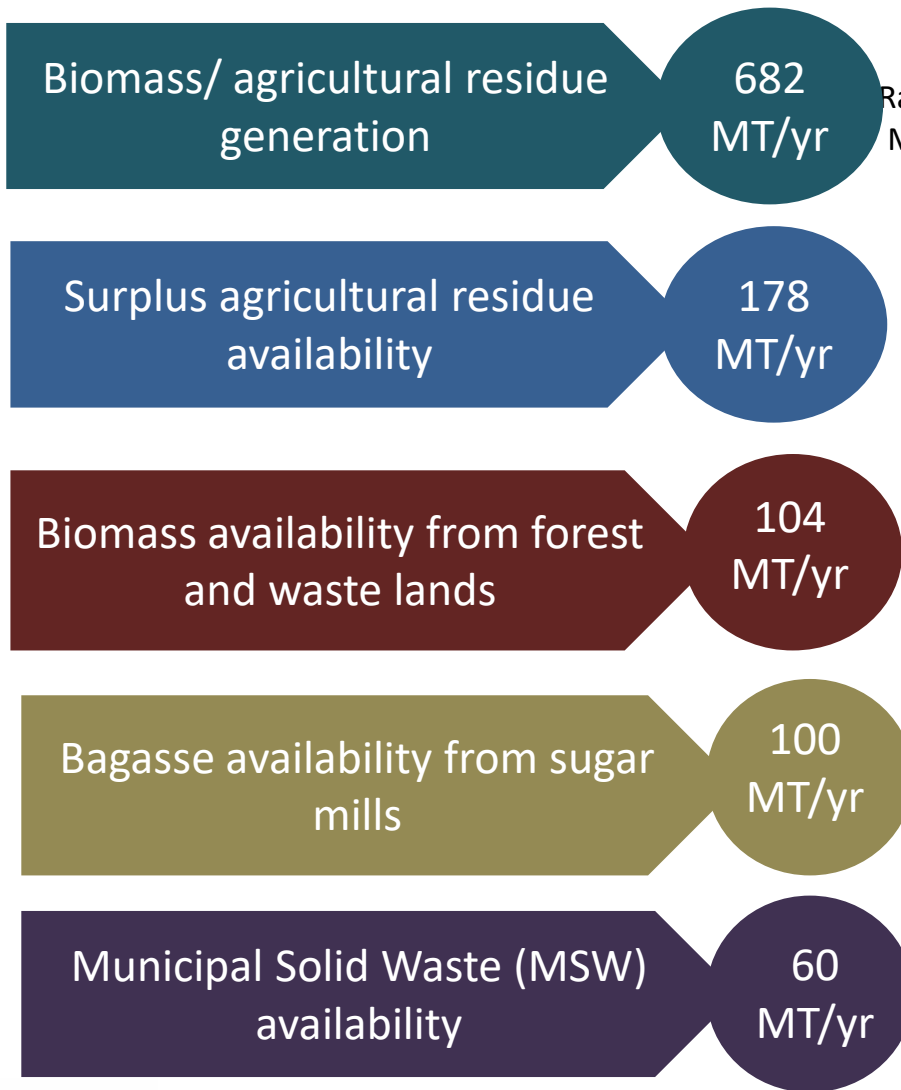 Biomass/ agricultural residue
generation
682
MT/yr
Surplus agricultural residue
availability
178
MT/yr
Biomass availability from forest
and waste lands
104
MT/yr
Bagasse availability from sugar
mills
100
MT/yr
Municipal Solid Waste (MSW)
availability
60
MT/yr